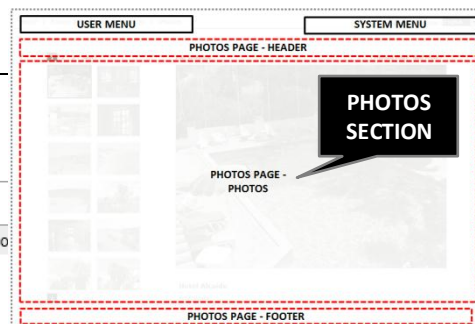 USER MENU
SYSTEM MENU
PHOTOS PAGE - HEADER
PHOTOS
SECTION
PHOTOS PAGE -
PHOTOS
PHOTOS PAGE - FOOTER